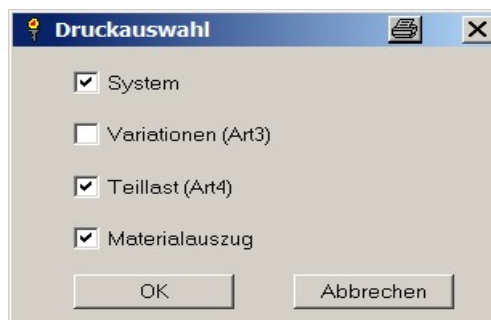 Druckauswahl
System
Variationen (Art3)
Teillast (Art4)
Materialauszug
OK Abbrechen